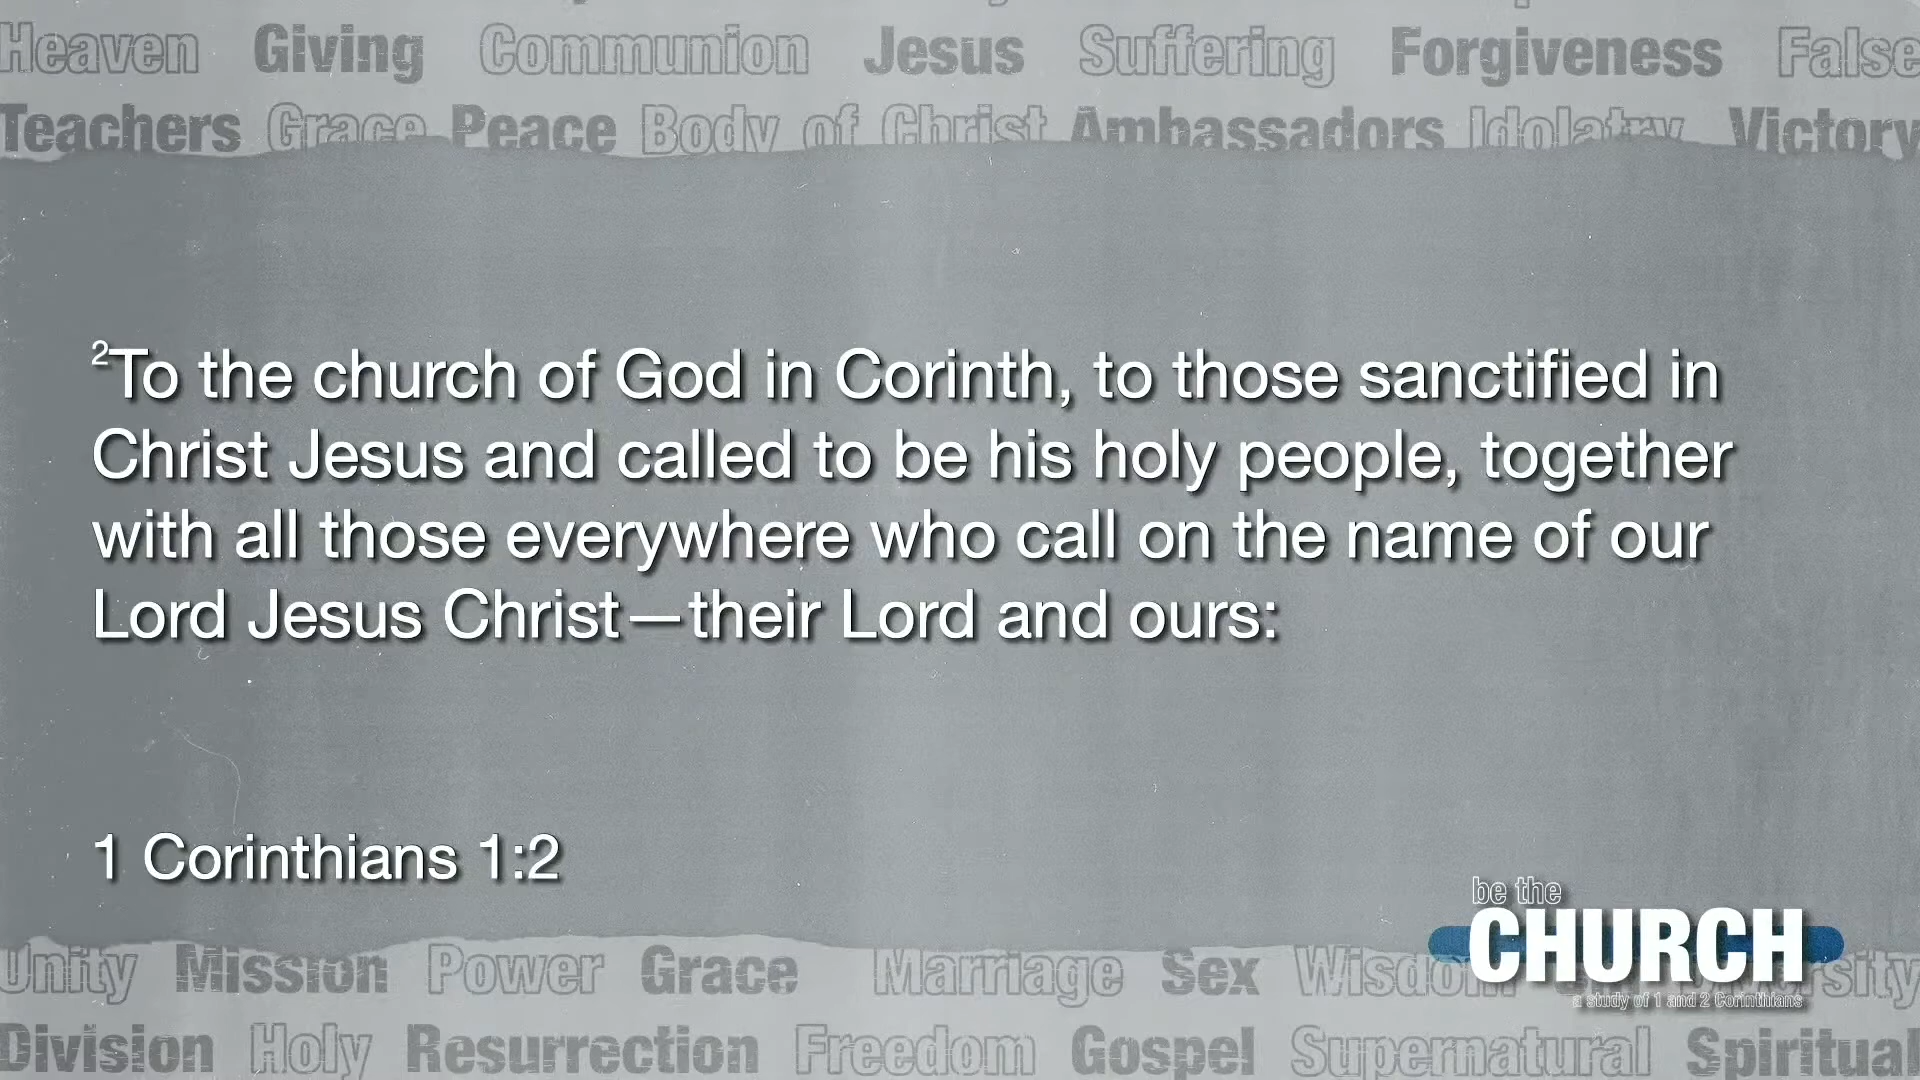 Heaven Giving Communion Jesus Suffering Forgiveness False
Teachers Grace Peace Body of Christ Ambassadors Idolatry Victory
²To the church of God in Corinth, to those sanctified in
Christ Jesus and called to be his holy people, together
with all those everywhere who call on the name of our
Lord Jesus Christ—their Lord and ours:
1 Corinthians 1:2
be the
CHURCH
a study of 1 and 2 Corinthians
Unity Mission Power Grace Marriage Sex
Division Holy Resurrection Freedom Gospel Supernatural Spiritual